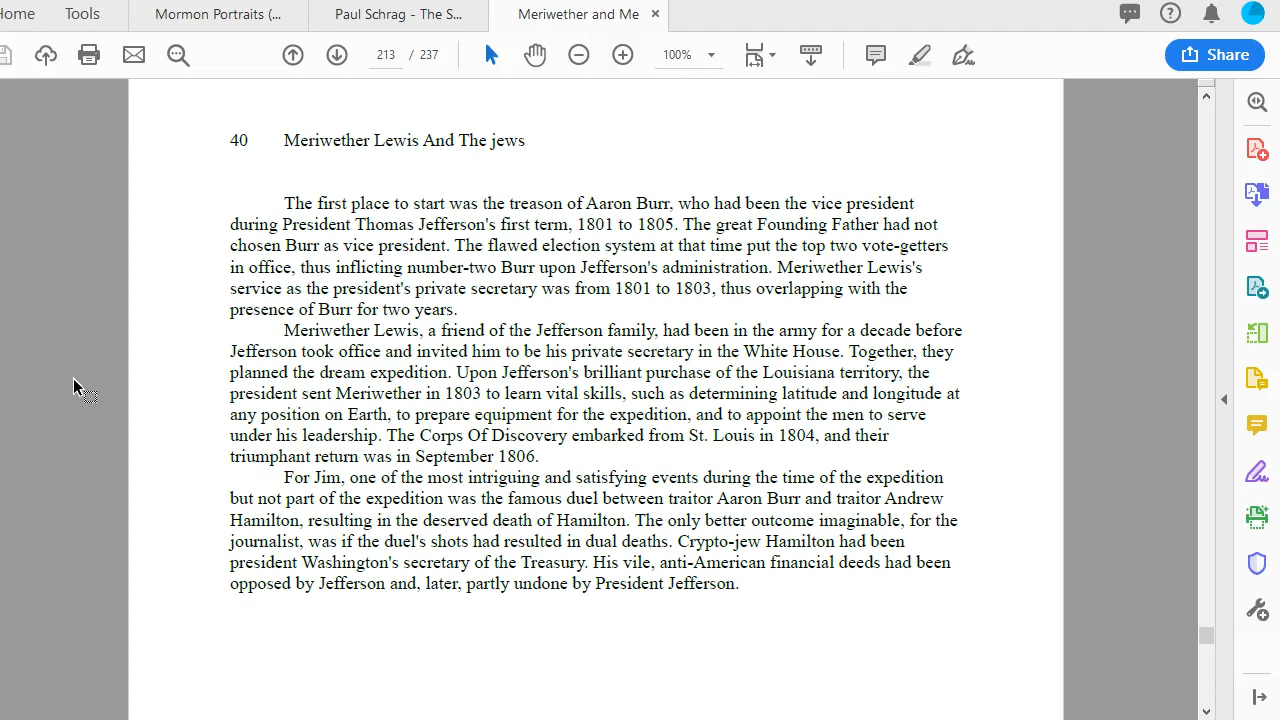 Home
Tools
Mormon Portraits (...
Paul Schrag - The S...
Meriwether and Me
213 / 237
100%
Share
40 Meriwether Lewis And The jews
The first place to start was the treason of Aaron Burr, who had been the vice president
during President Thomas Jefferson's first term, 1801 to 1805. The great Founding Father had not
chosen Burr as vice president. The flawed election system at that time put the top two vote-getters
in office, thus inflicting number-two Burr upon Jefferson's administration. Meriwether Lewis's
service as the president's private secretary was from 1801 to 1803, thus overlapping with the
presence of Burr for two years.
Meriwether Lewis, a friend of the Jefferson family, had been in the army for a decade before
Jefferson took office and invited him to be his private secretary in the White House. Together, they
planned the dream expedition. Upon Jefferson's brilliant purchase of the Louisiana territory, the
president sent Meriwether in 1803 to learn vital skills, such as determining latitude and longitude at
any position on Earth, to prepare equipment for the expedition, and to appoint the men to serve
under his leadership. The Corps Of Discovery embarked from St. Louis in 1804, and their
triumphant return was in September 1806.
For Jim, one of the most intriguing and satisfying events during the time of the expedition
but not part of the expedition was the famous duel between traitor Aaron Burr and traitor Andrew
Hamilton, resulting in the deserved death of Hamilton. The only better outcome imaginable, for the
journalist, was if the duel's shots had resulted in dual deaths. Crypto-jew Hamilton had been
president Washington's secretary of the Treasury. His vile, anti-American financial deeds had been
opposed by Jefferson and, later, partly undone by President Jefferson.